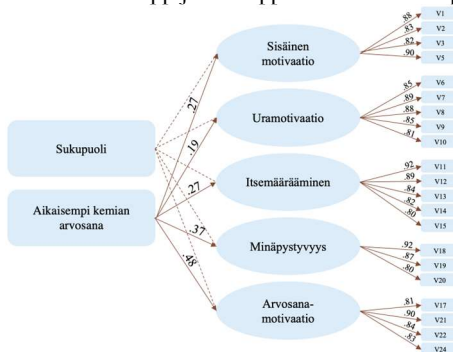 Sukupuoli
Aikaisempi kemian
arvosana
.27
.19
.27
.37
.48
Sisäinen
motivaatio
Uramotivaatio
Itsemäärääminen
Minäpystyvyys
Arvosana-
motivaatio
.88
.83
.82
.90
.85
.89
.88
.85
.81
.92
.89
.84
.82
.80
.92
.87
.80
.81
.90
.84
.83
V1
V2
V3
V5
V6
V7
V8
V9
V10
V11
V12
V13
V14
V15
V18
V19
V20
V17
V21
V22
V24